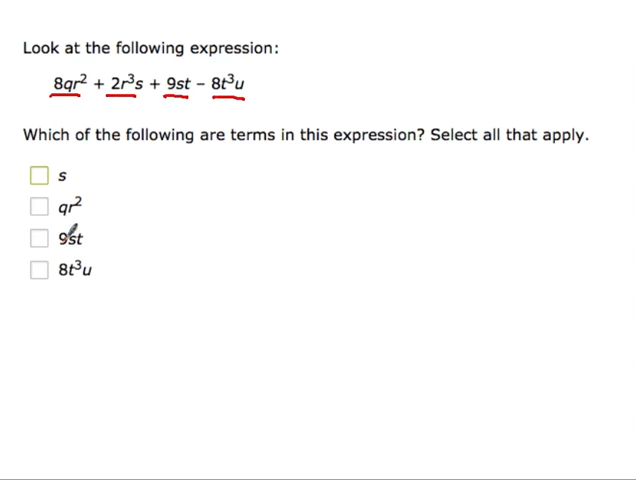 Look at the following expression:
8qr² + 2r³s + 9st − 8t³u
Which of the following are terms in this expression? Select all that apply.
s
qr²
9st
8t³u